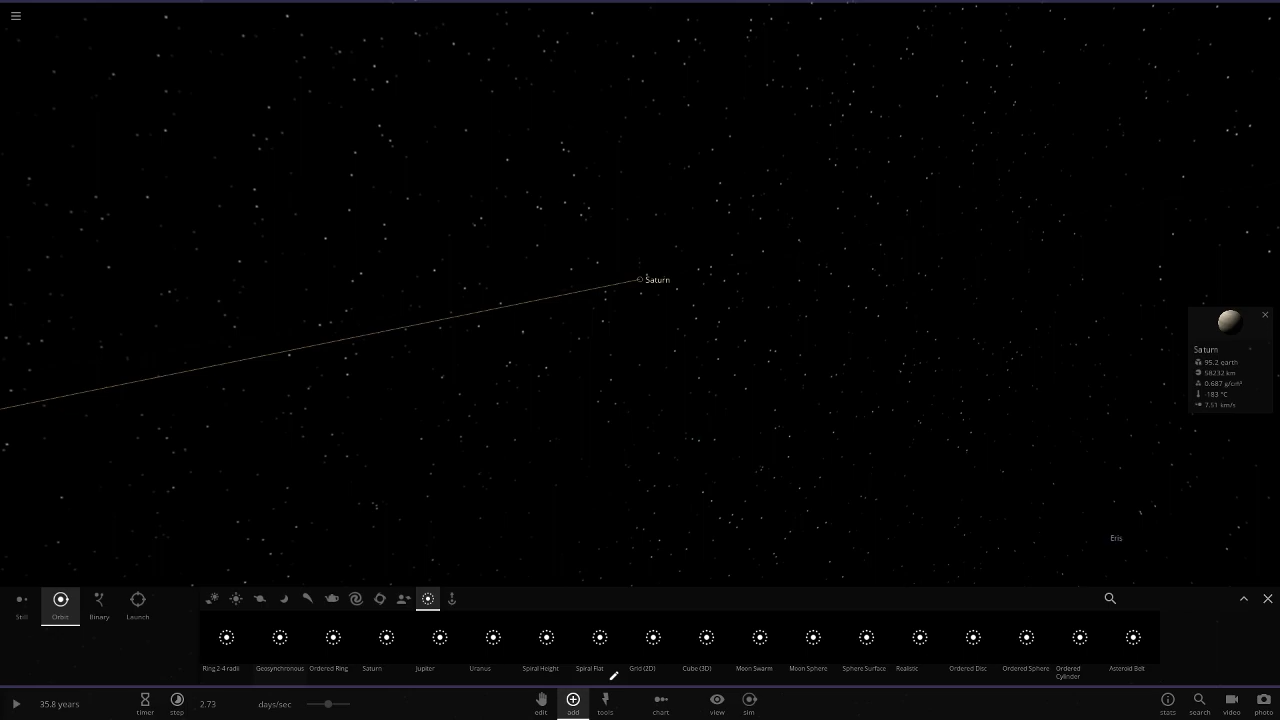 Saturn
Saturn
95.2 earth
58232 km
0.687 g/cm³
-183 °C
7.51 km/s
Eris
Still
Orbit
Binary
Launch
Ring 2-4 radii
Geosynchronous
Ordered Ring
Saturn
Jupiter
Uranus
Spiral Height
Spiral Flat
Grid (2D)
Cube (3D)
Moon Swarm
Moon Sphere
Sphere Surface
Realistic
Ordered Disc
Ordered Sphere
Ordered
Cylinder
Asteroid Belt
35.8 years
timer
step
2.73
days/sec
edit
add
tools
chart
view
sim
stats
search
video
photo